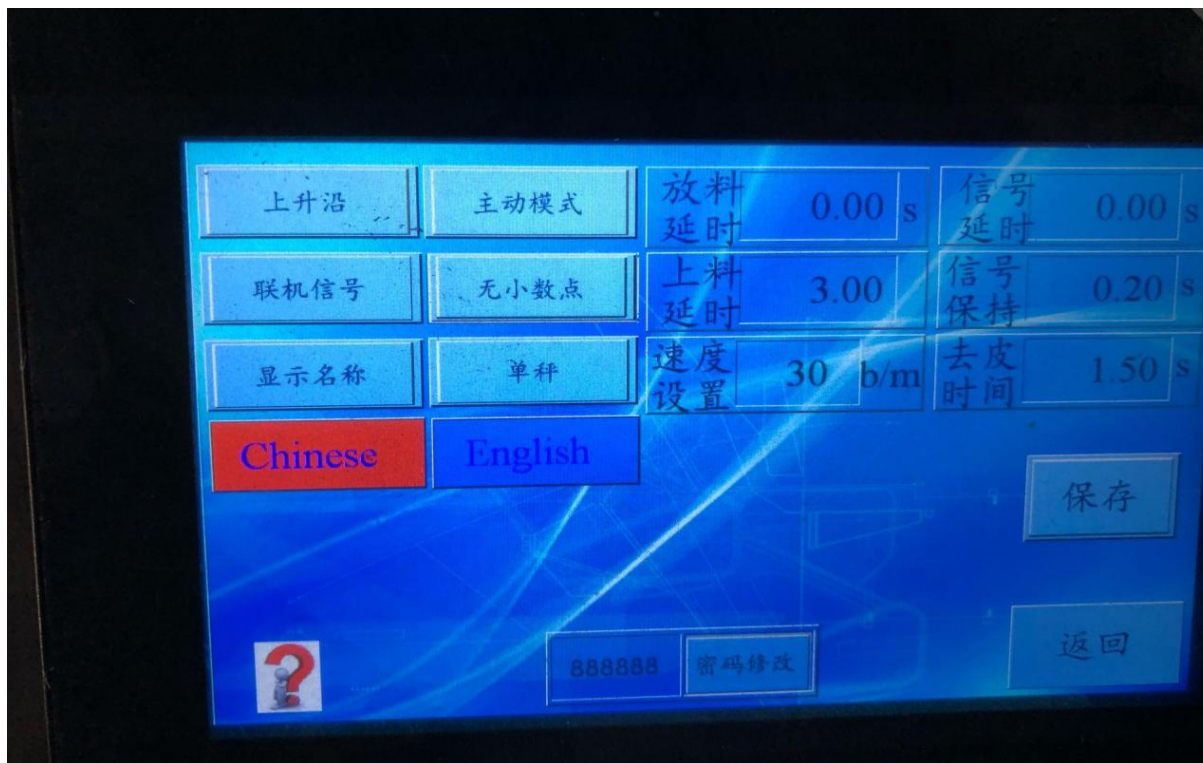 上升沿
主动模式
放料
延时
0.00 s
信号
延时
0.00 s
联机信号
无小数点
上料
延时
3.00
信号
保持
0.20 s
显示名称
单秤
速度
设置
30 b/m
去皮
时间
1.50 s
Chinese
English
保存
888888
密码修改
返回